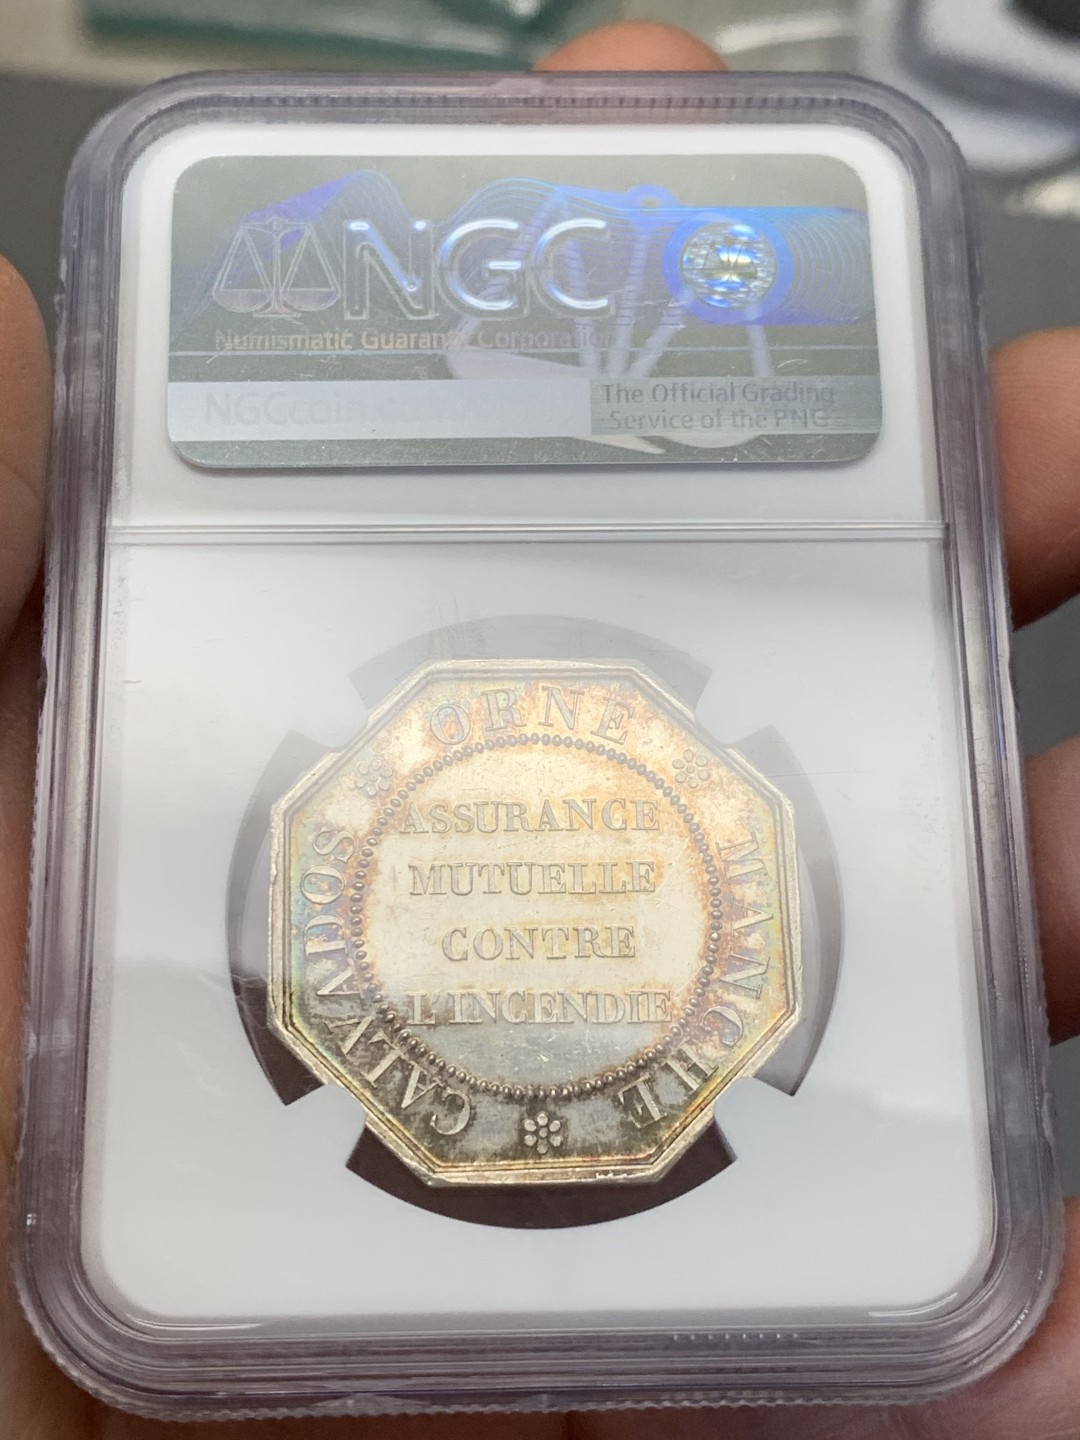 NGC
Numismatic Guaranty Corporation
The Official Grading
Service of the PNG
CALVADOS ORNE MANCHE
ASSURANCE
MUTUELLE
CONTRE
L'INCENDIE